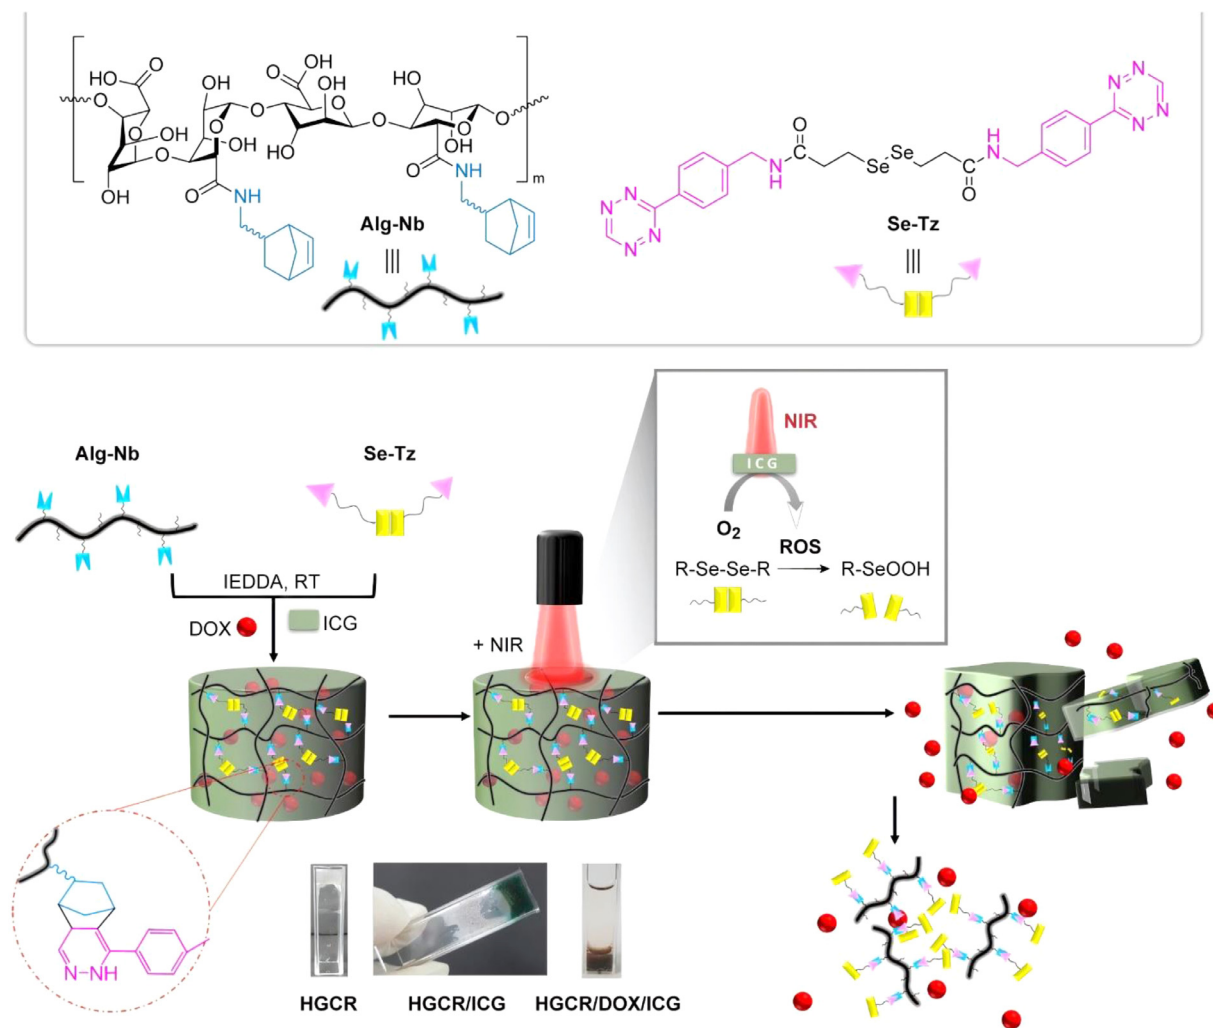 HO
O
OH
O
HO
OH
O
OH
HO
O
O
HO
O
OH
O
O
OH
O
HO
O
OH
O
OH
O
OH
O
NH
O
NH
m
Alg-Nb
N
N
N
N
O
N
H
Se
Se
O
H
N
N
N
N
N
Se-Tz
Alg-Nb
Se-Tz
IEDDA, RT
DOX
ICG
+ NIR
NIR
ICG
O2
ROS
R-Se-Se-R
R-SeOOH
N
NH
HGCR
HGCR/ICG
HGCR/DOX/ICG